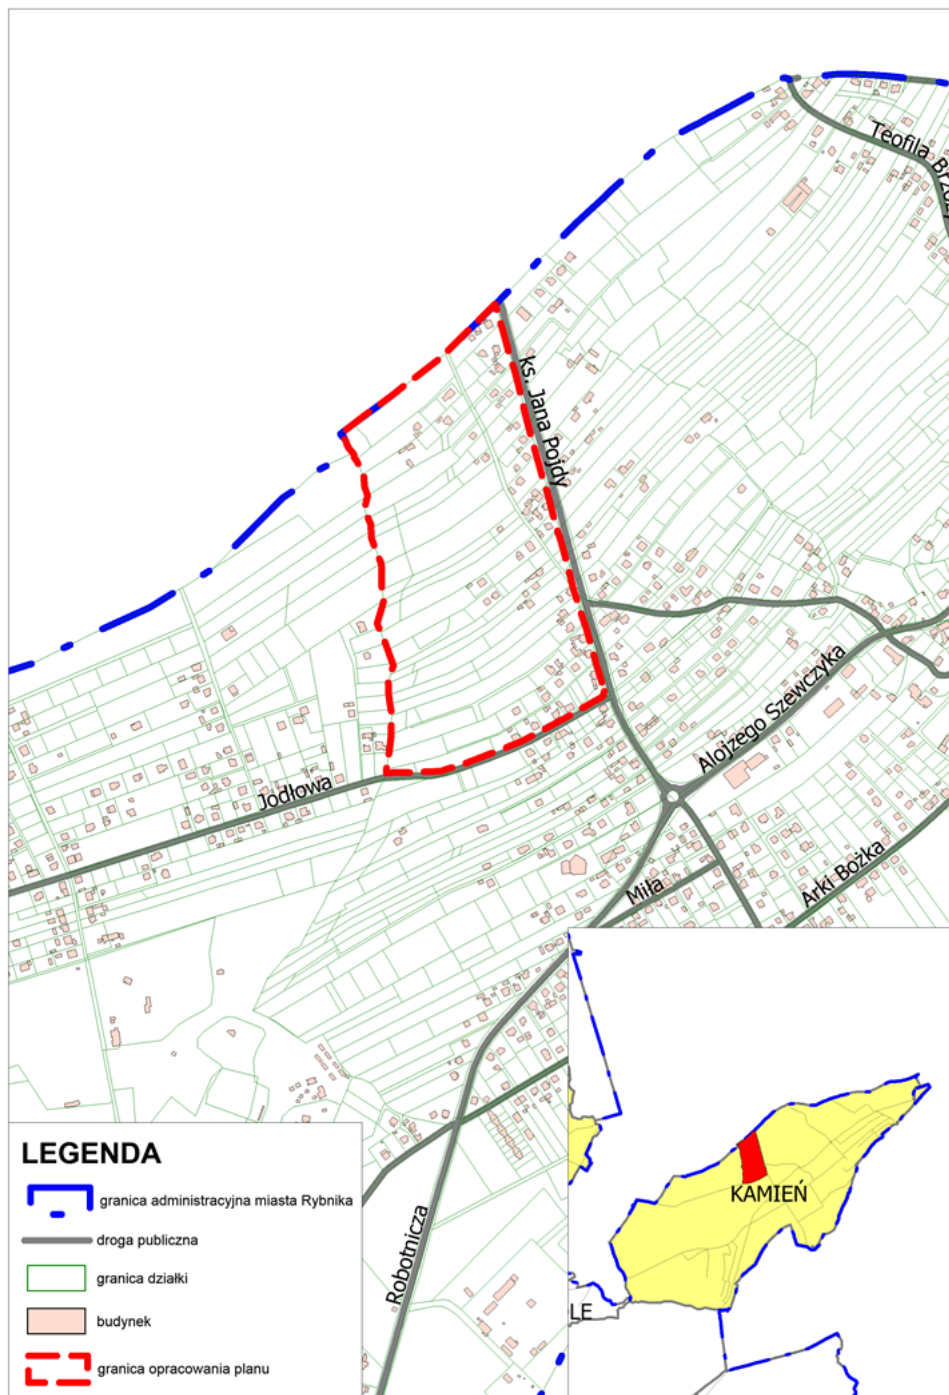 Teofila Brzoz
ks. Jana Pojdy
Alojzego Szewczyka
Jodłowa
Miła
Arki Bożka
Robotnicza
KAMIEŃ
LE
LEGENDA
granica administracyjna miasta Rybnika
droga publiczna
granica działki
budynek
granica opracowania planu